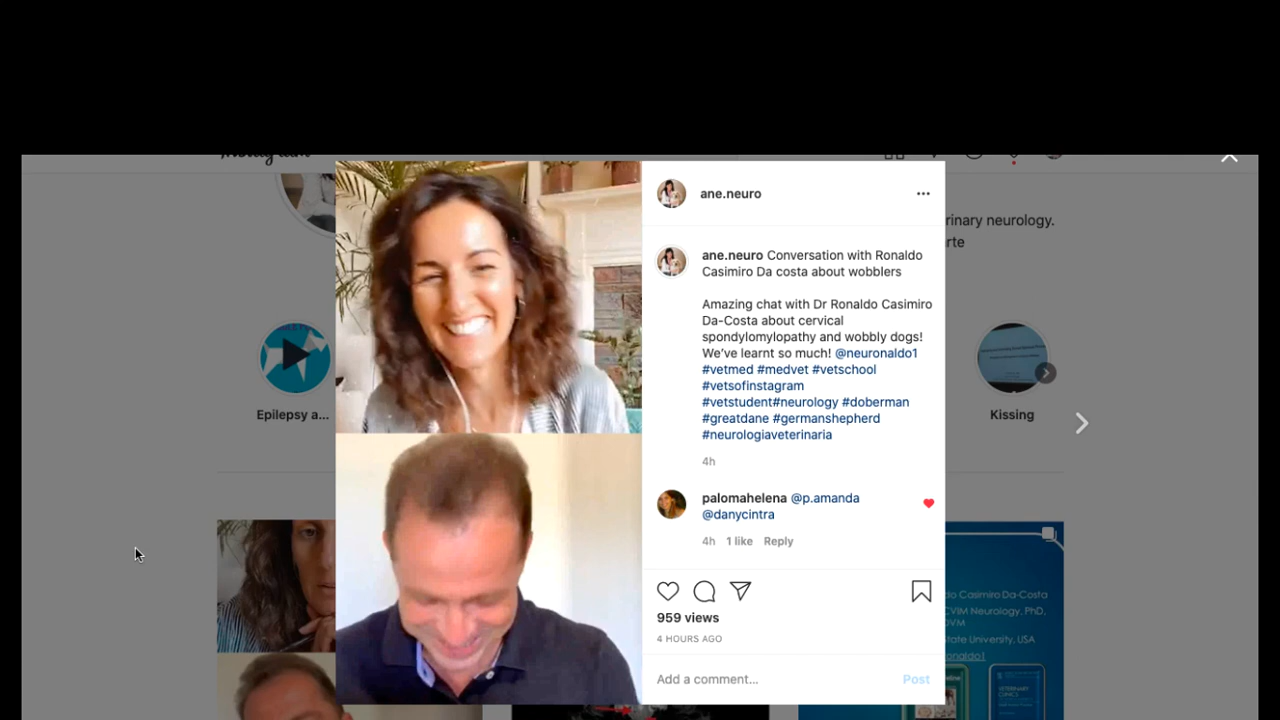 Instagram
rinary neurology.
rte
ane.neuro
ane.neuro Conversation with Ronaldo
Casimiro Da costa about wobblers
Amazing chat with Dr Ronaldo Casimiro
Da-Costa about cervical
spondylomylopathy and wobbly dogs!
We've learnt so much! @neuronaldo1
#vetmed #medvet #vetschool
#vetsofinstagram
#vetstudent#neurology #doberman
#greatdane #germanshepherd
#neurologiaveterinaria
4h
palomahelena @p.amanda
@danycintra
4h 1 like Reply
959 views
4 HOURS AGO
Add a comment... Post
Epilepsy a...
Kissing
do Casimiro Da-Costa
CVIM Neurology. PhD,
DVM
State University, USA
onaldo1